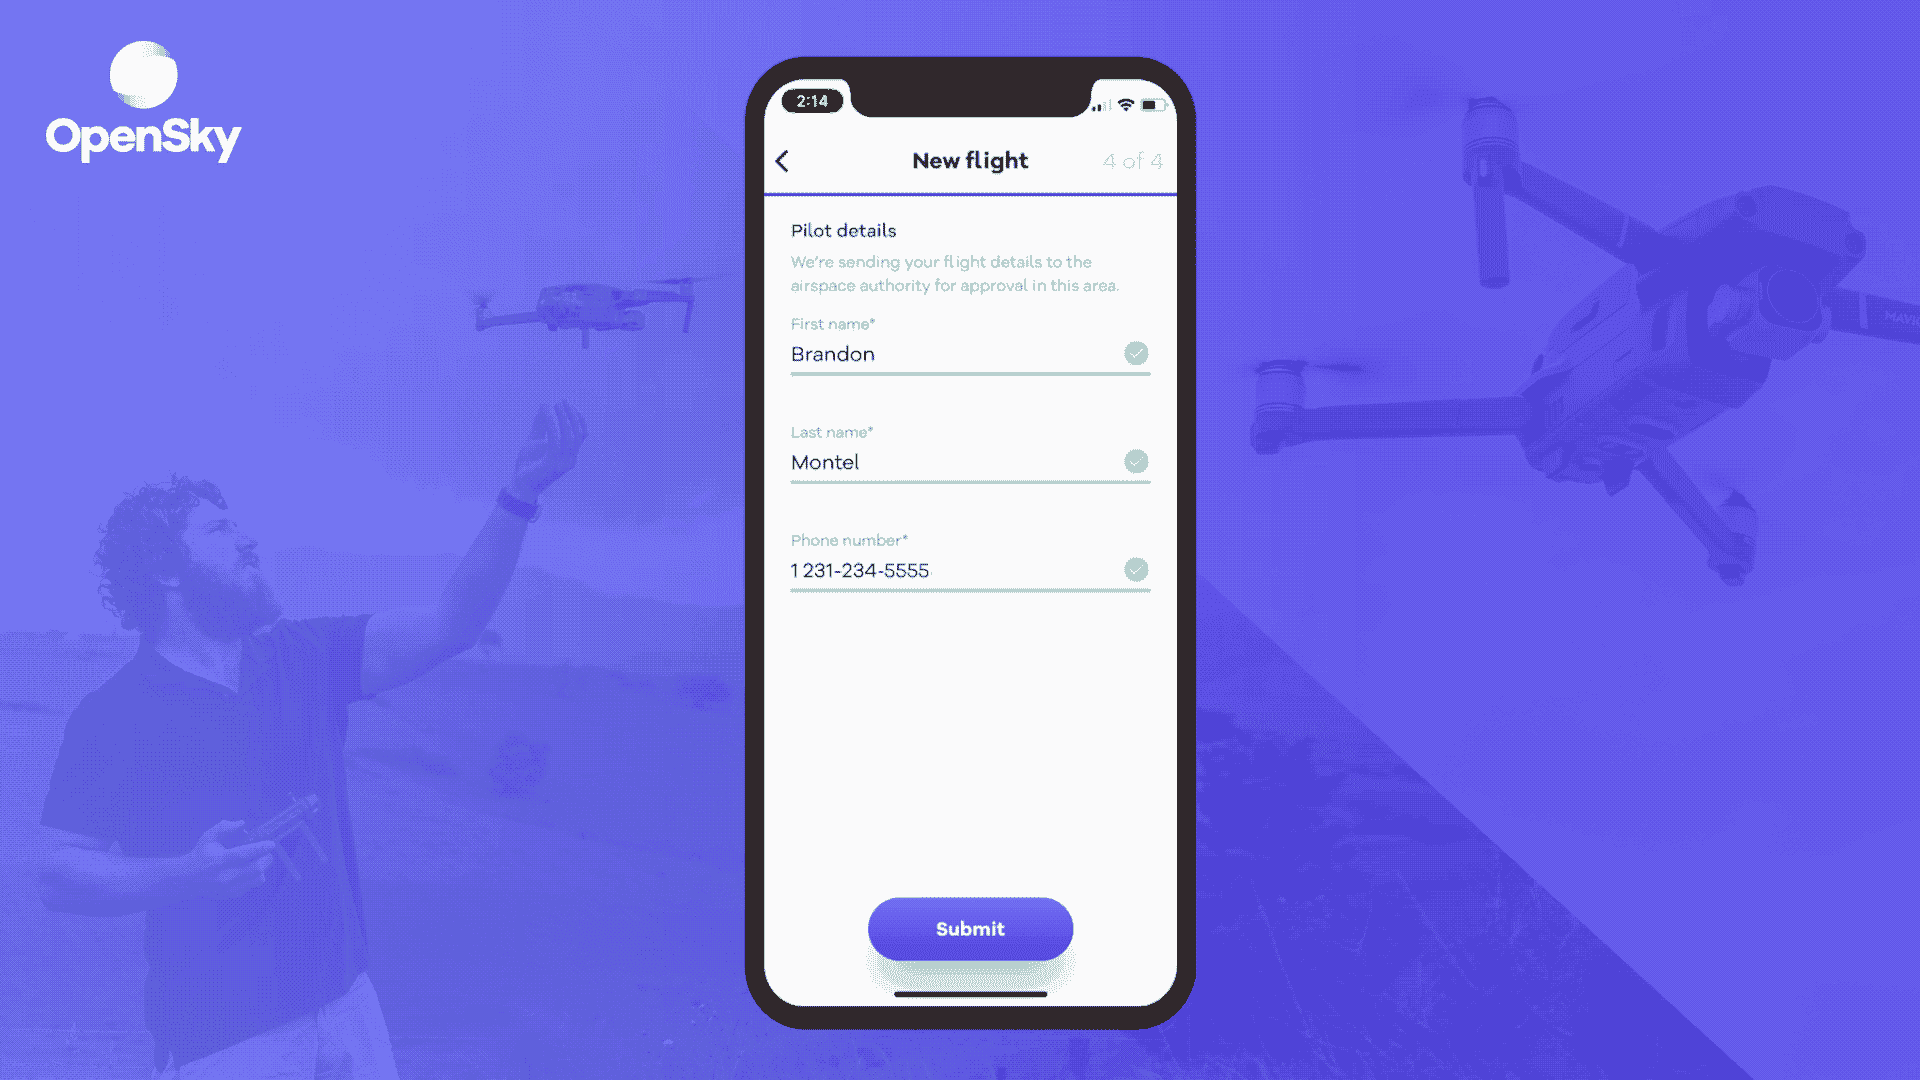 OpenSky
2:14
New flight
4 of 4
Pilot details
We're sending your flight details to the
airspace authority for approval in this area.
First name*
Brandon
Last name*
Montel
Phone number*
1 231-234-5555
Submit